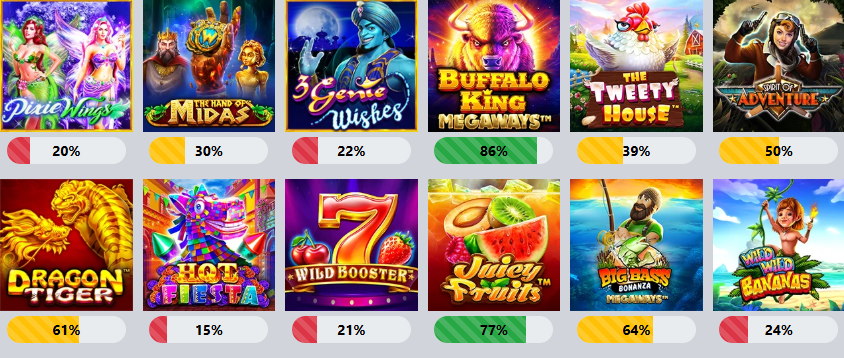 Pixie Wings
THE HAND OF
MIDAS
3 Genie
Wishes
BUFFALO
KING
MEGAWAYS™
THE
TWEETY
HOUSE™
SPIRIT OF
ADVENTURE
20%
30%
22%
86%
39%
50%
DRAGON
TIGER™
HOT
FIESTA
7
WILD BOOSTER™
Juicy
Fruits™
BIG BASS
BONANZA
MEGAWAYS™
WILD WILD
BANANAS
61%
15%
21%
77%
64%
24%